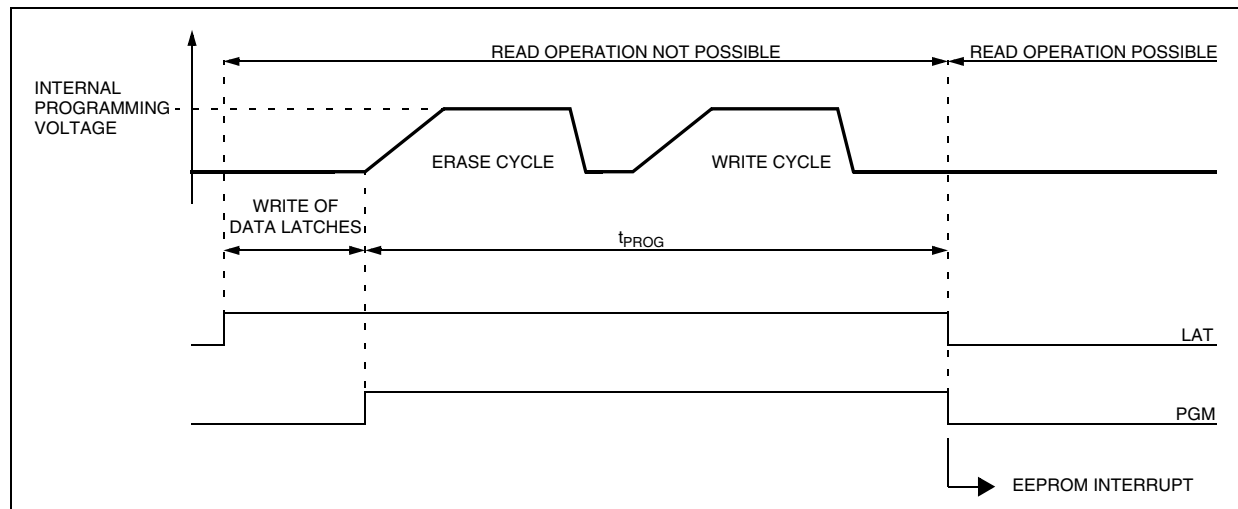 READ OPERATION NOT POSSIBLE
READ OPERATION POSSIBLE
INTERNAL
PROGRAMMING
VOLTAGE
ERASE CYCLE
WRITE CYCLE
WRITE OF
DATA LATCHES
tPROG
LAT
PGM
EEPROM INTERRUPT